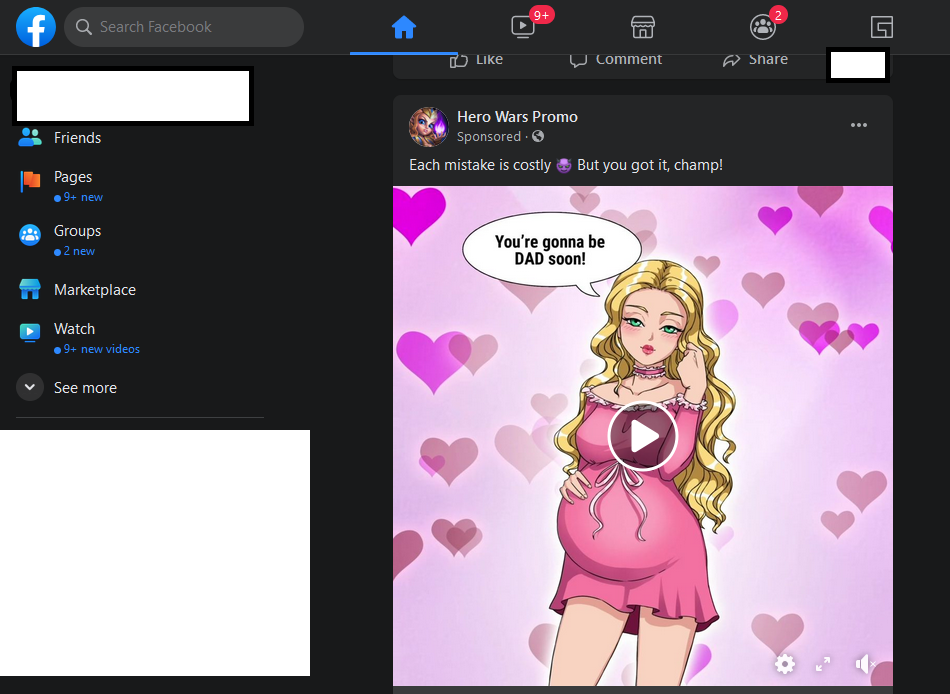 Search Facebook
9+
2
Like
Comment
Share
Friends
Pages
9+ new
Groups
2 new
Marketplace
Watch
9+ new videos
See more
Hero Wars Promo
Sponsored ·
Each mistake is costly 😈 But you got it, champ!
You're gonna be
DAD soon!